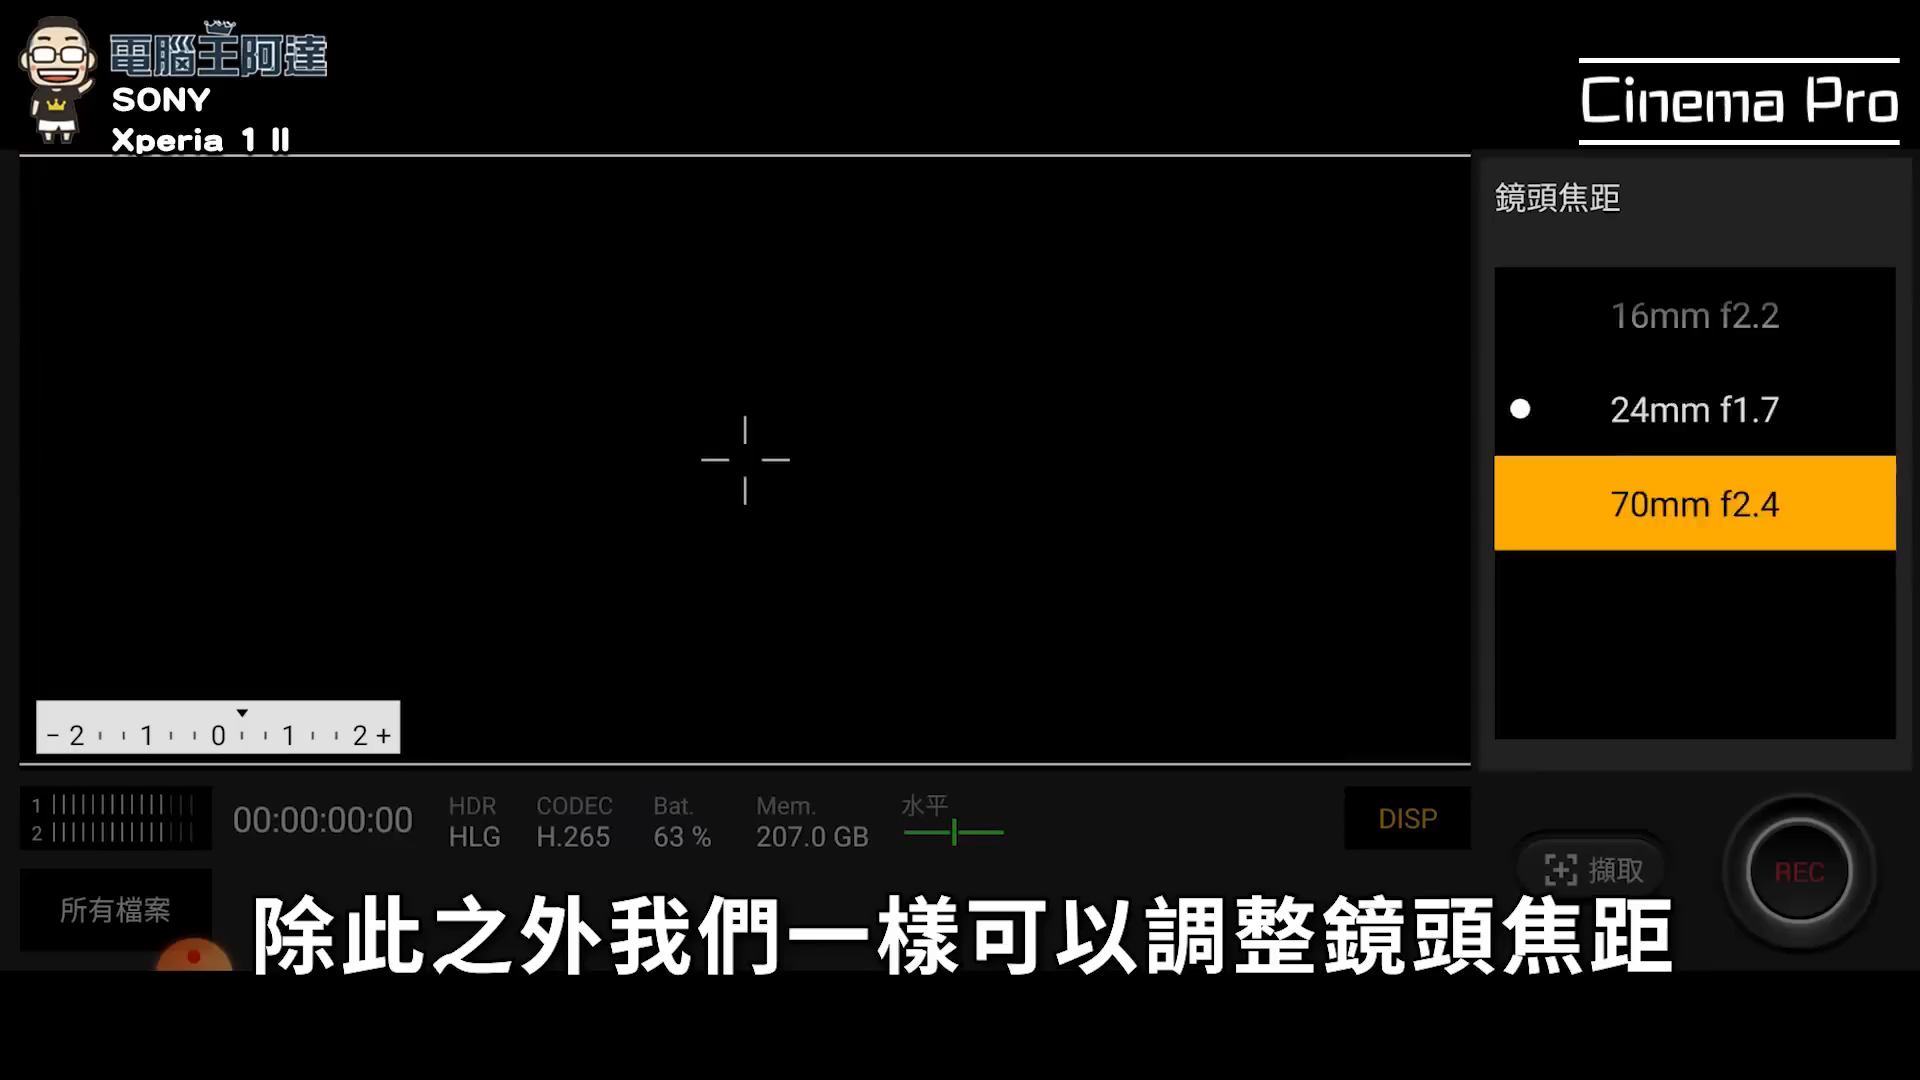 電腦王阿達
SONY
Xperia 1 II
Cinema Pro
鏡頭焦距
16mm f2.2
24mm f1.7
70mm f2.4
- 2 1 0 1 2 +
1
2
00:00:00:00
HDR
HLG
CODEC
H.265
Bat.
63 %
Mem.
207.0 GB
水平
DISP
擷取
REC
所有檔案
除此之外我們一樣可以調整鏡頭焦距